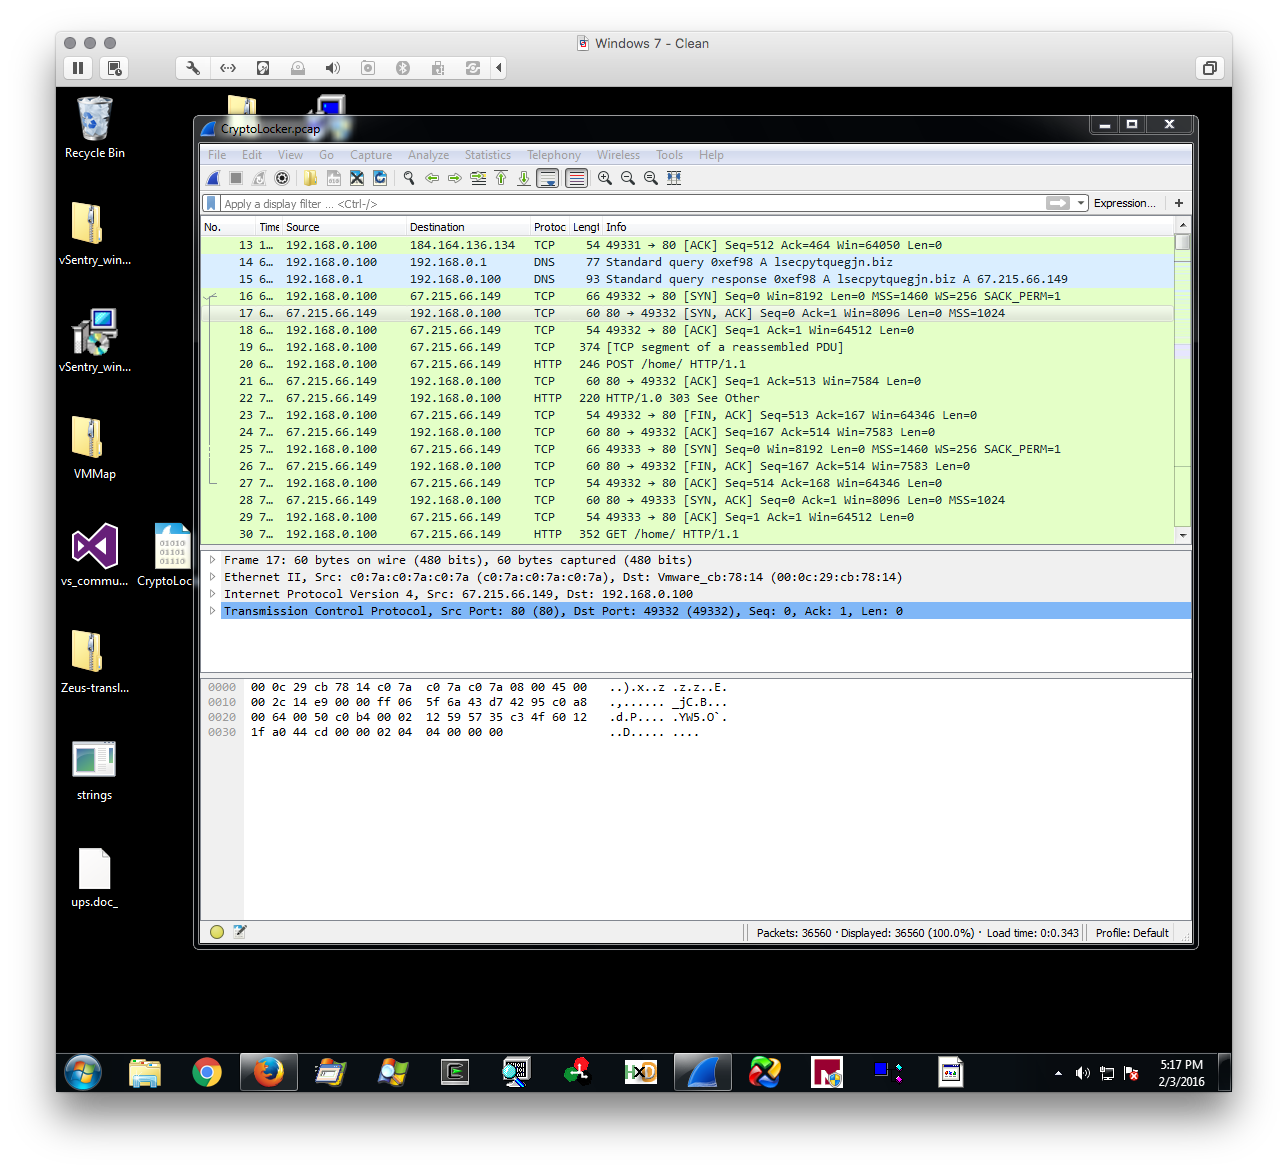 Windows 7 - Clean
Recycle Bin
vSentry_win...
vSentry_win...
VMMap
vs_commu...
CryptoLoc
Zeus-transl...
strings
ups.doc_
CryptoLocker.pcap
File Edit View Go Capture Analyze Statistics Telephony Wireless Tools Help
Apply a display filter ... <Ctrl-/> Expression... +
No. Time Source Destination Protoc Lengt Info
13 1... 192.168.0.100 184.164.136.134 TCP 54 49331 → 80 [ACK] Seq=512 Ack=464 Win=64050 Len=0
14 6... 192.168.0.100 192.168.0.1 DNS 77 Standard query 0xef98 A lsecpytquegjn.biz
15 6... 192.168.0.1 192.168.0.100 DNS 93 Standard query response 0xef98 A lsecpytquegjn.biz A 67.215.66.149
16 6... 192.168.0.100 67.215.66.149 TCP 66 49332 → 80 [SYN] Seq=0 Win=8192 Len=0 MSS=1460 WS=256 SACK_PERM=1
17 6... 67.215.66.149 192.168.0.100 TCP 60 80 → 49332 [SYN, ACK] Seq=0 Ack=1 Win=8096 Len=0 MSS=1024
18 6... 192.168.0.100 67.215.66.149 TCP 54 49332 → 80 [ACK] Seq=1 Ack=1 Win=64512 Len=0
19 6... 192.168.0.100 67.215.66.149 TCP 374 [TCP segment of a reassembled PDU]
20 6... 192.168.0.100 67.215.66.149 HTTP 246 POST /home/ HTTP/1.1
21 6... 67.215.66.149 192.168.0.100 TCP 60 80 → 49332 [ACK] Seq=1 Ack=513 Win=7584 Len=0
22 7... 67.215.66.149 192.168.0.100 HTTP 220 HTTP/1.0 303 See Other
23 7... 192.168.0.100 67.215.66.149 TCP 54 49332 → 80 [FIN, ACK] Seq=513 Ack=167 Win=64346 Len=0
24 7... 67.215.66.149 192.168.0.100 TCP 60 80 → 49332 [ACK] Seq=167 Ack=514 Win=7583 Len=0
25 7... 192.168.0.100 67.215.66.149 TCP 66 49333 → 80 [SYN] Seq=0 Win=8192 Len=0 MSS=1460 WS=256 SACK_PERM=1
26 7... 67.215.66.149 192.168.0.100 TCP 60 80 → 49332 [FIN, ACK] Seq=167 Ack=514 Win=7583 Len=0
27 7... 192.168.0.100 67.215.66.149 TCP 54 49332 → 80 [ACK] Seq=514 Ack=168 Win=64346 Len=0
28 7... 67.215.66.149 192.168.0.100 TCP 60 80 → 49333 [SYN, ACK] Seq=0 Ack=1 Win=8096 Len=0 MSS=1024
29 7... 192.168.0.100 67.215.66.149 TCP 54 49333 → 80 [ACK] Seq=1 Ack=1 Win=64512 Len=0
30 7... 192.168.0.100 67.215.66.149 HTTP 352 GET /home/ HTTP/1.1
Frame 17: 60 bytes on wire (480 bits), 60 bytes captured (480 bits)
Ethernet II, Src: c0:7a:c0:7a:c0:7a (c0:7a:c0:7a:c0:7a), Dst: Vmware_cb:78:14 (00:0c:29:cb:78:14)
Internet Protocol Version 4, Src: 67.215.66.149, Dst: 192.168.0.100
Transmission Control Protocol, Src Port: 80 (80), Dst Port: 49332 (49332), Seq: 0, Ack: 1, Len: 0
0000 00 0c 29 cb 78 14 c0 7a c0 7a c0 7a 08 00 45 00 ..).x..z .z.z..E.
0010 00 2c 14 e9 00 00 ff 06 5f 6a 43 d7 42 95 c0 a8 .,...... _jC.B...
0020 00 64 00 50 c0 b4 00 02 12 59 57 35 c3 4f 60 12 .d.P.... .YW5.O`.
0030 1f a0 44 cd 00 00 02 04 04 00 00 00 ..D..... ....
Packets: 36560 · Displayed: 36560 (100.0%) · Load time: 0:0.343 Profile: Default
HXD
5:17 PM
2/3/2016